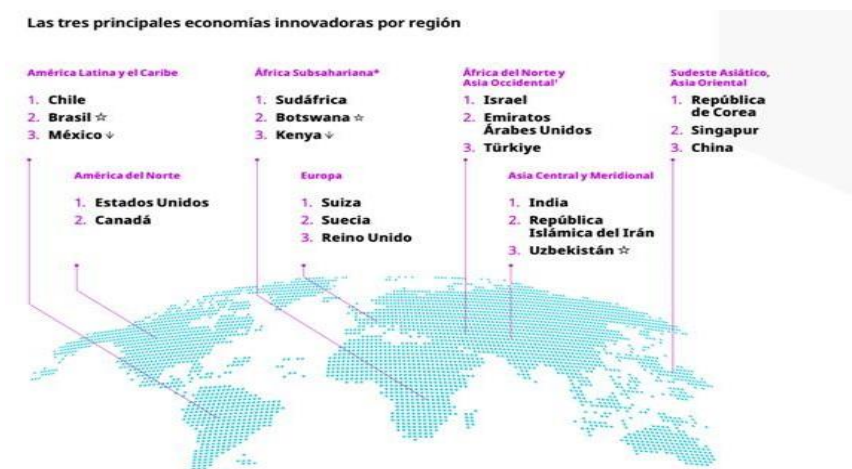 Las tres principales economías innovadoras por región
América Latina y el Caribe
1. Chile
2. Brasil ☆
3. México ↓
África Subsahariana*
1. Sudáfrica
2. Botswana ☆
3. Kenya ↓
África del Norte y
Asia Occidental†
1. Israel
2. Emiratos
Árabes Unidos
3. Türkiye
Sudeste Asiático,
Asia Oriental
1. República
de Corea
2. Singapur
3. China
América del Norte
1. Estados Unidos
2. Canadá
Europa
1. Suiza
2. Suecia
3. Reino Unido
Asia Central y Meridional
1. India
2. República
Islámica del Irán
3. Uzbekistán ☆